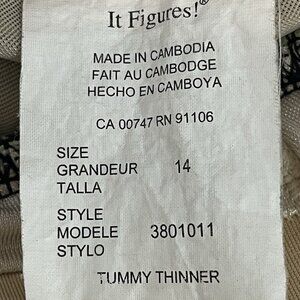 It Figures!®
MADE IN CAMBODIA
FAIT AU CAMBODGE
HECHO EN CAMBOYA
CA 00747 RN 91106
SIZE
GRANDEUR 14
TALLA
STYLE
MODELE 3801011
STYLO
TUMMY THINNER